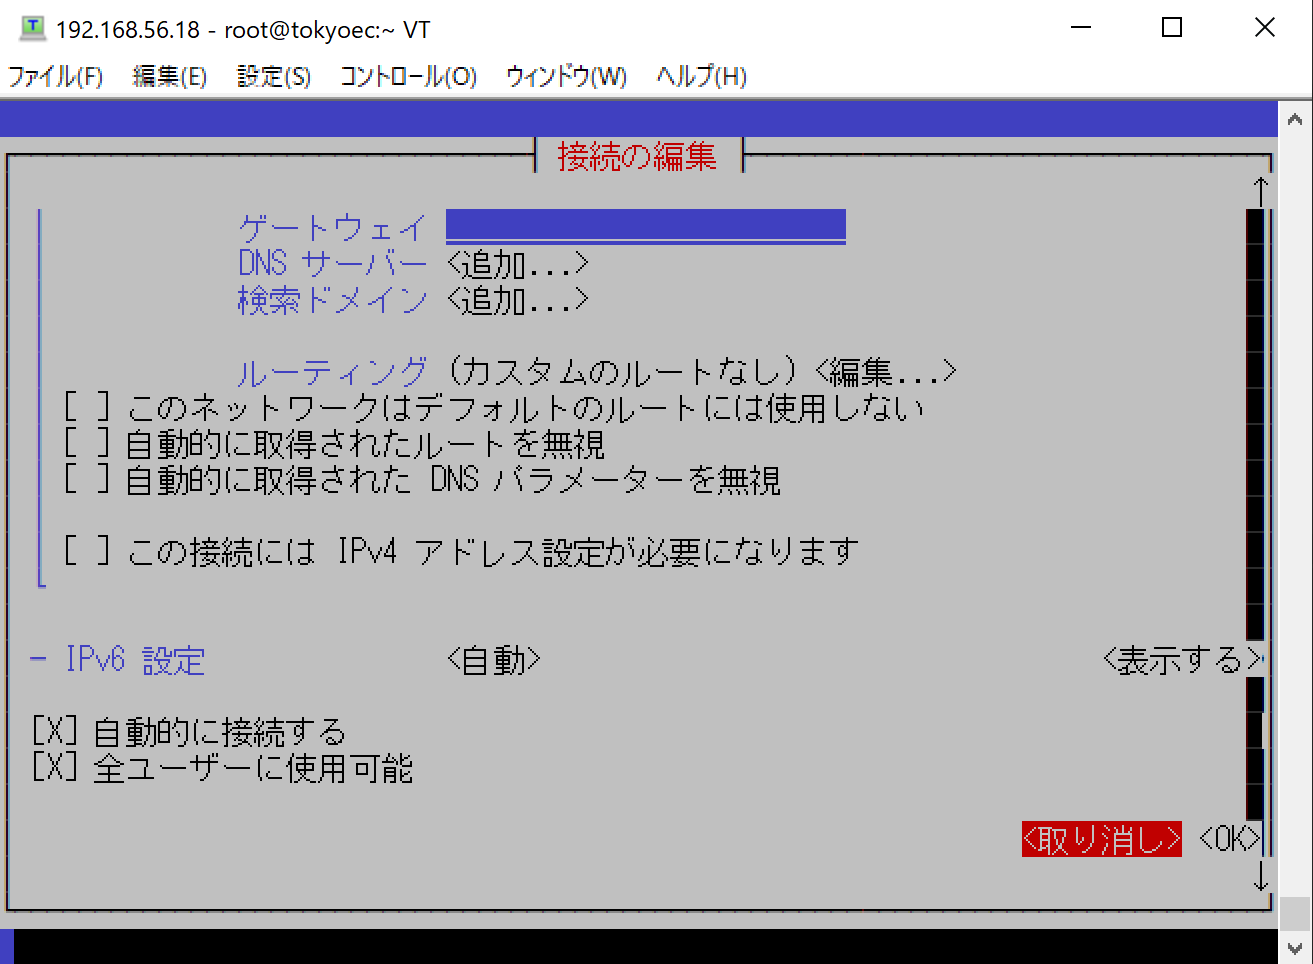 192.168.56.18 - root@tokyoec:~ VT
ファイル(F) 編集(E) 設定(S) コントロール(O) ウィンドウ(W) ヘルプ(H)
接続の編集
ゲートウェイ
DNS サーバー <追加...>
検索ドメイン <追加...>
ルーティング (カスタムのルートなし) <編集...>
[ ] このネットワークはデフォルトのルートには使用しない
[ ] 自動的に取得されたルートを無視
[ ] 自動的に取得された DNS パラメーターを無視
[ ] この接続には IPv4 アドレス設定が必要になります
- IPv6 設定 <自動> <表示する>
[X] 自動的に接続する
[X] 全ユーザーに使用可能
<取り消し> <OK>